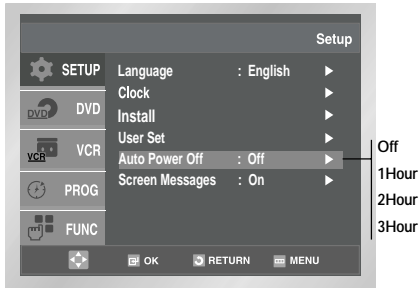 Setup
SETUP
DVD
DVD
VCR
VCR
PROG
FUNC
Language : English
Clock
Install
User Set
Auto Power Off : Off
Screen Messages : On
Off
1Hour
2Hour
3Hour
OK
RETURN
MENU